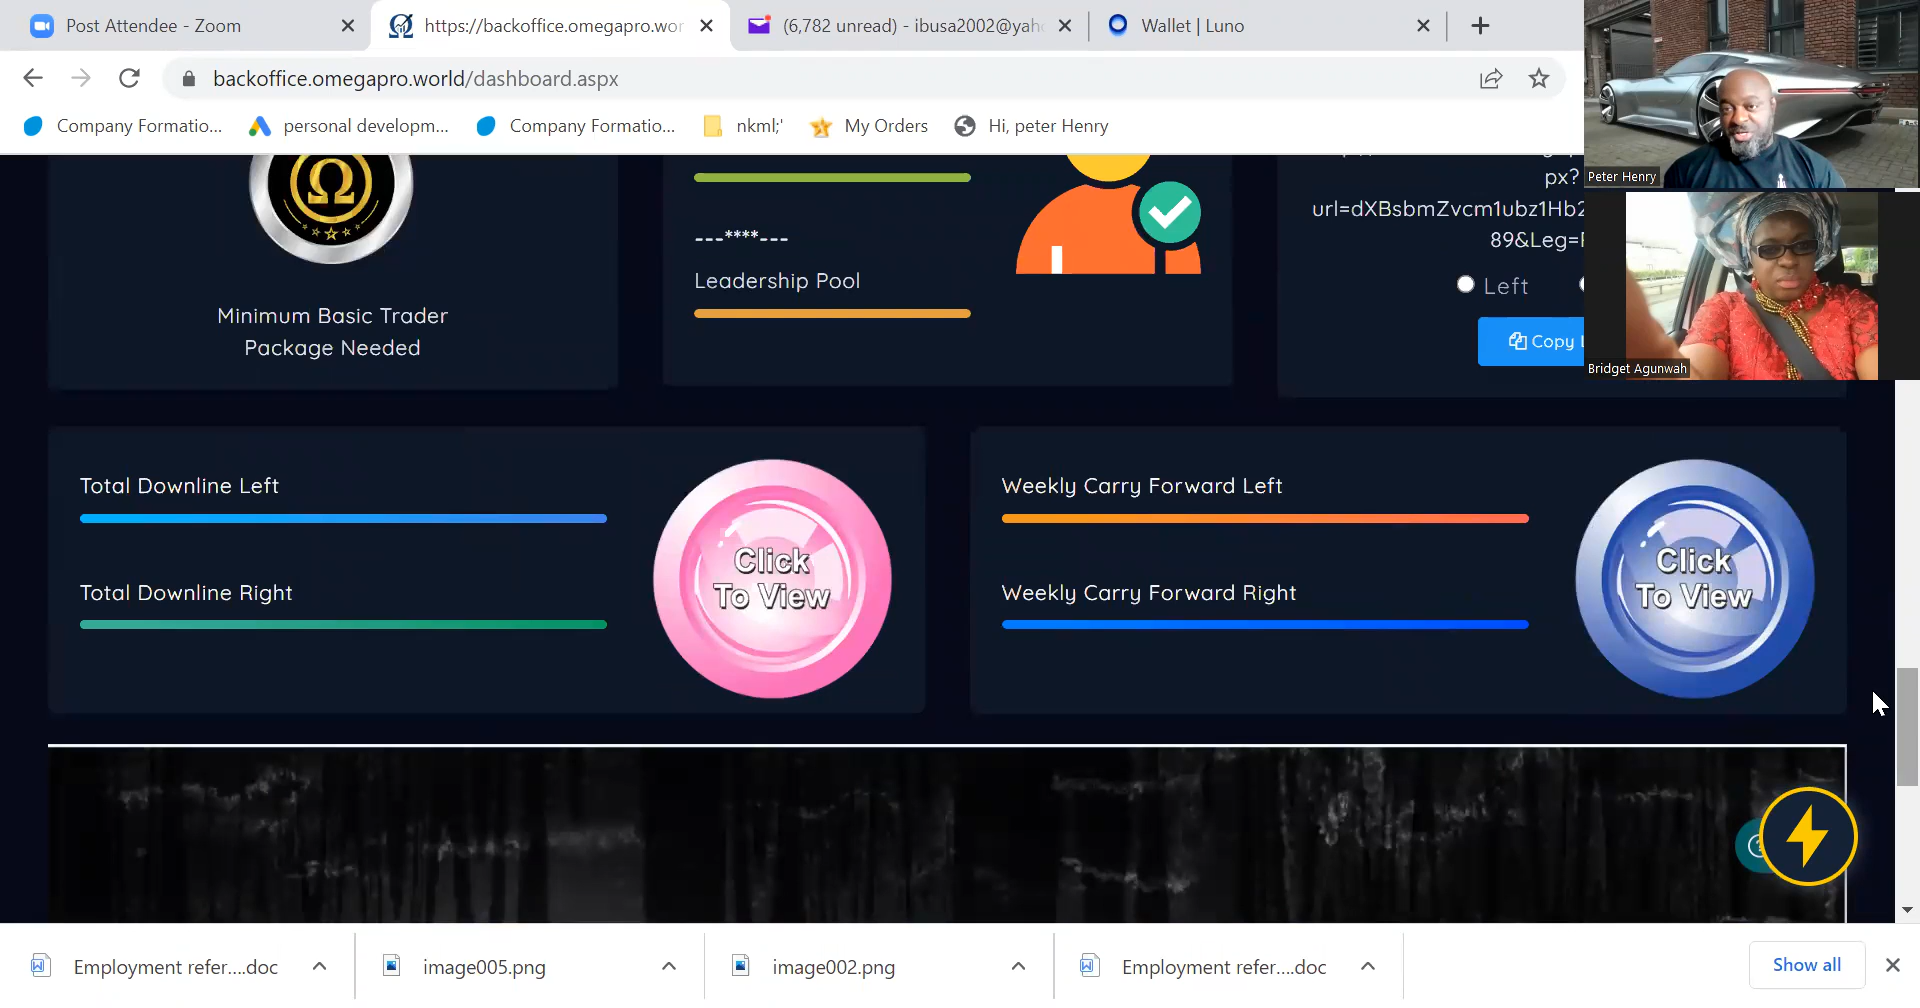 Post Attendee - Zoom
https://backoffice.omegapro.wor
(6,782 unread) - ibusa2002@yah
Wallet | Luno
backoffice.omegapro.world/dashboard.aspx
Company Formatio...
personal developm...
Company Formatio...
nkml;'
My Orders
Hi, peter Henry
Peter Henry
Bridget Agunwah
Ω
Minimum Basic Trader
Package Needed
---****---
Leadership Pool
px?
url=dXBsbmZvcm1ubz1Hb2
89&Leg=
Left
Copy
Total Downline Left
Total Downline Right
Click
To View
Weekly Carry Forward Left
Weekly Carry Forward Right
Click
To View
Employment refer....doc
image005.png
image002.png
Employment refer....doc
Show all